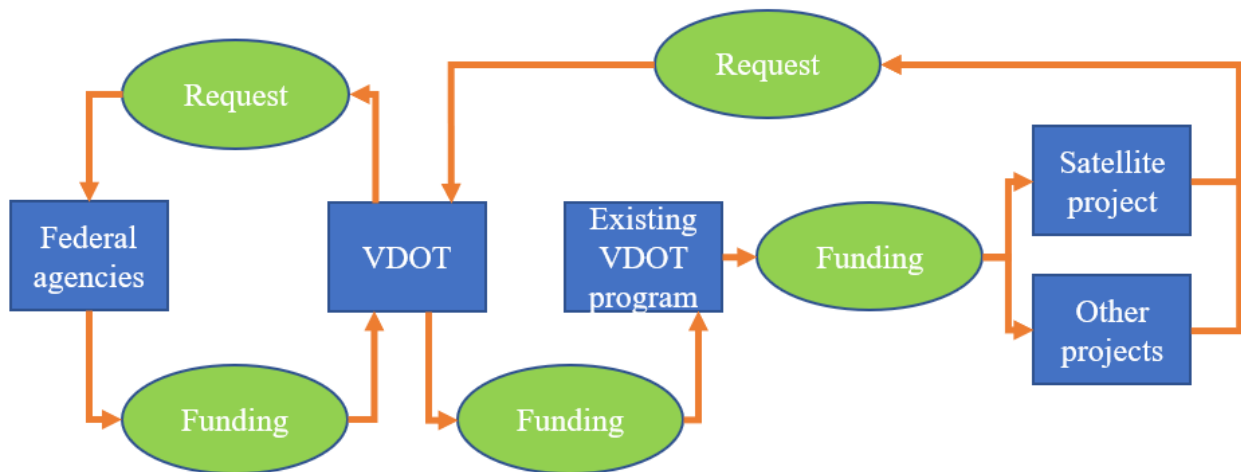 Request
Request
Satellite
project
Federal
agencies
VDOT
Existing
VDOT
program
Funding
Other
projects
Funding
Funding